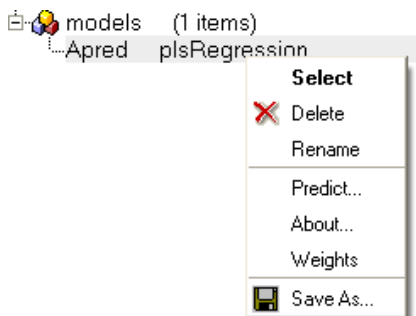 models (1 items)
Apred plsRegression
Select
Delete
Rename
Predict...
About...
Weights
Save As...